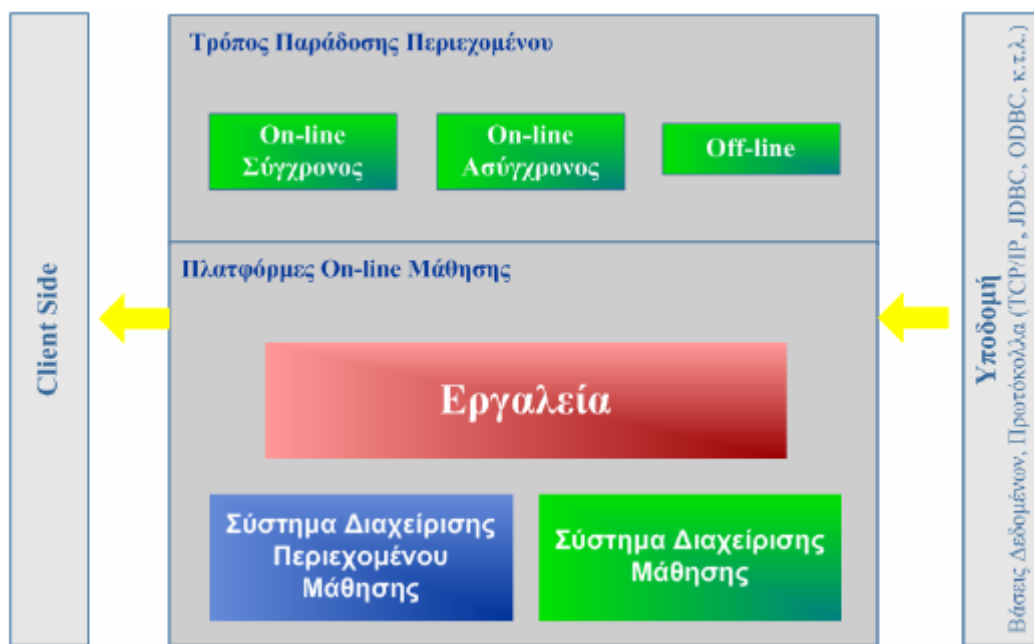 Τρόπος Παράδοσης Περιεχομένου
On-line
Σύγχρονος
On-line
Ασύγχρονος
Off-line
Πλατφόρμες On-line Μάθησης
Εργαλεία
Σύστημα Διαχείρισης
Περιεχομένου
Μάθησης
Σύστημα Διαχείρισης
Μάθησης
Client Side
Υποδομή
Βάσεις Δεδομένων, Πρωτόκολλα (TCP/IP, JDBC, ODBC, κ.τ.λ.)